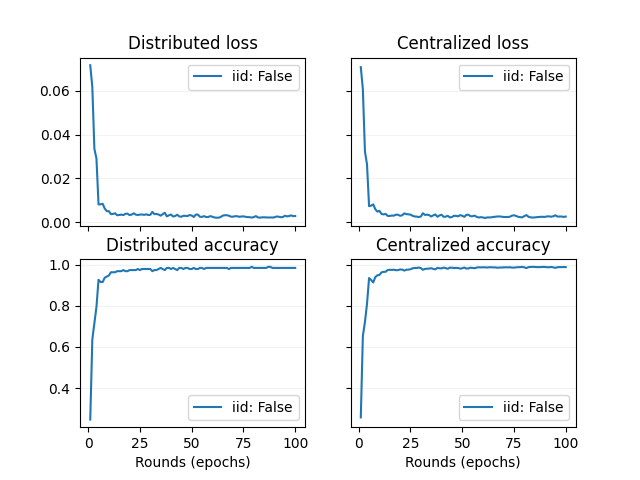 Distributed loss
Centralized loss
0.06
0.04
0.02
0.00
iid: False
iid: False
Distributed accuracy
Centralized accuracy
1.0
0.8
0.6
0.4
iid: False
iid: False
0 25 50 75 100
0 25 50 75 100
Rounds (epochs)
Rounds (epochs)